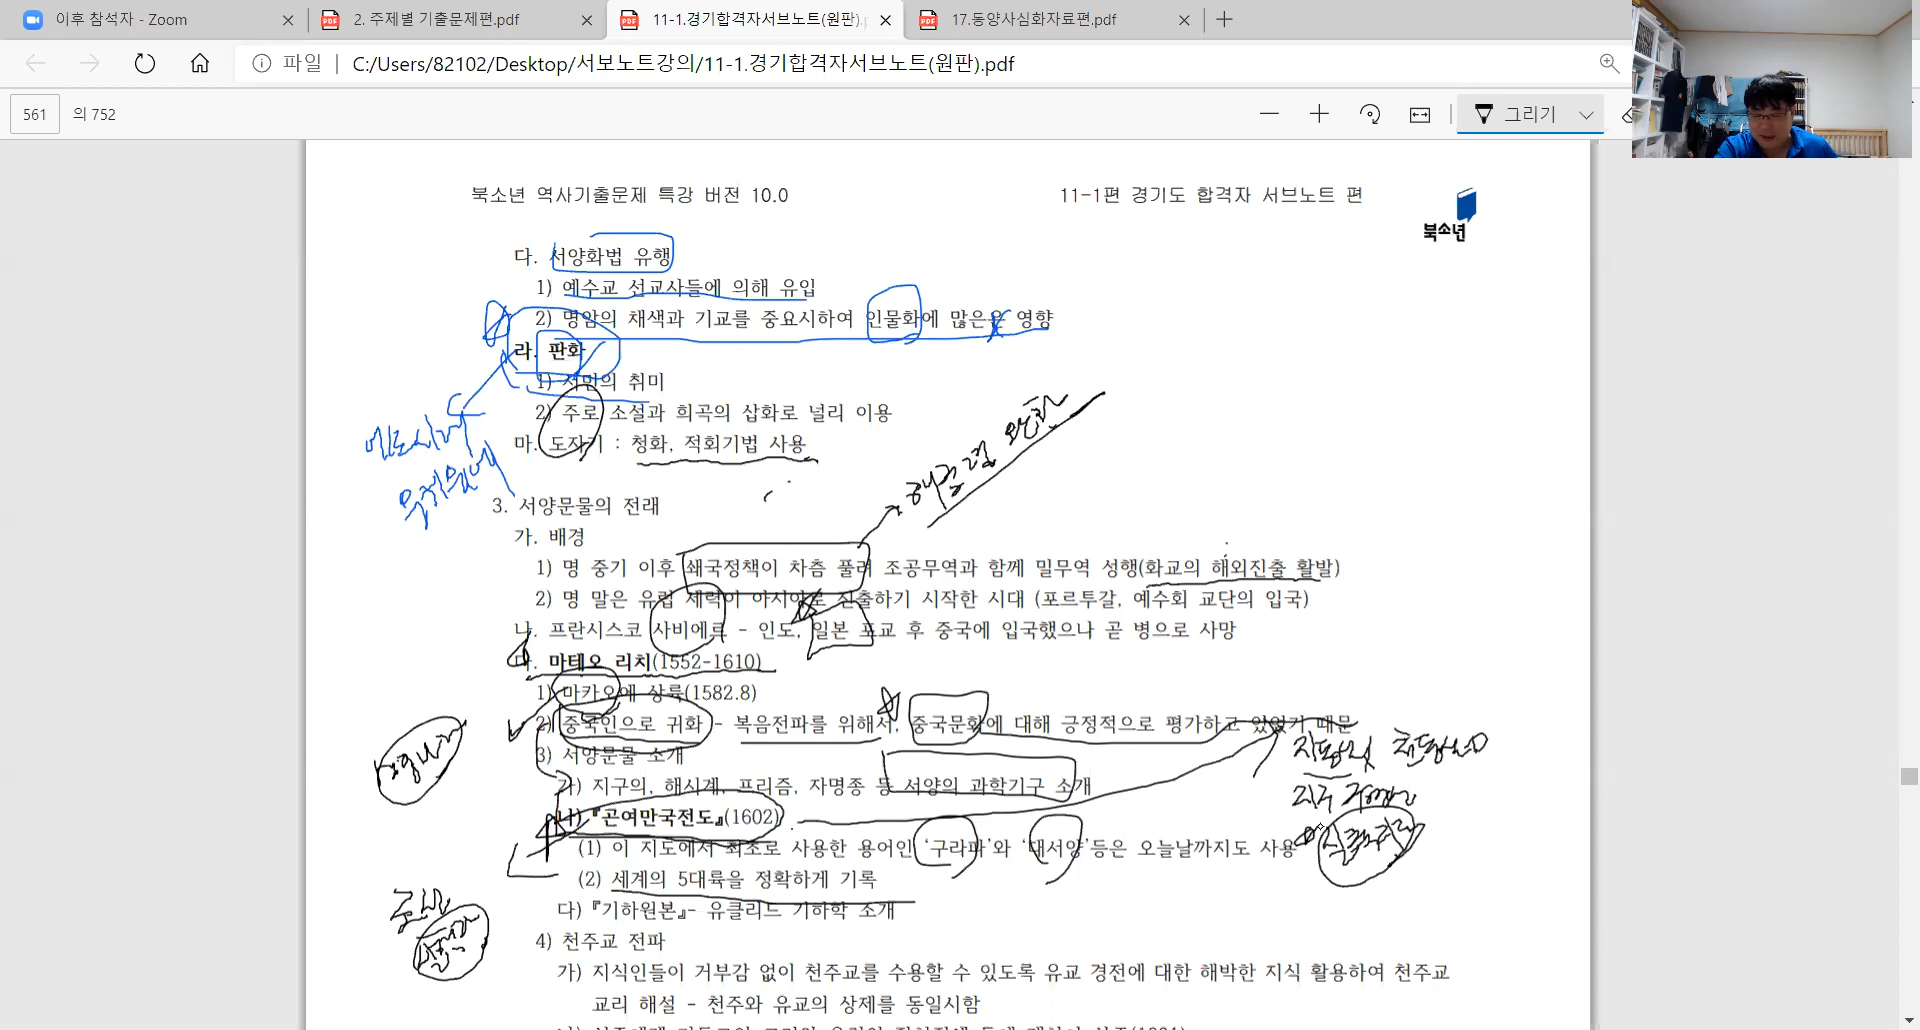 이후 참석자 - Zoom
2. 주제별 기출문제편.pdf
11-1.경기합격자서브노트(원판).p
17.동양사심화자료편.pdf
파일 C:/Users/82102/Desktop/서보노트강의/11-1.경기합격자서브노트(원판).pdf
561 의 752 그리기
북소년 역사기출문제 특강 버전 10.0 11-1편 경기도 합격자 서브노트 편
북소년
다. 서양화법 유행
1) 예수교 선교사들에 의해 유입
2) 명암의 채색과 기교를 중요시하여 인물화에 많은 영향
라. 판화
1) 서민의 취미
2) 주로 소설과 희곡의 삽화로 널리 이용
마. 도자기 : 청화, 적회기법 사용
3. 서양문물의 전래
가. 배경
1) 명 중기 이후 쇄국정책이 차츰 풀려 조공무역과 함께 밀무역 성행(화교의 해외진출 활발)
2) 명 말은 유럽 세력이 아시아로 진출하기 시작한 시대 (포르투갈, 예수회 교단의 입국)
나. 프란시스코 사비에르 - 인도, 일본 포교 후 중국에 입국했으나 곧 병으로 사망
다. 마테오 리치(1552-1610)
1) 마카오에 상륙(1582.8)
2) 중국인으로 귀화 - 복음전파를 위해서, 중국문화에 대해 긍정적으로 평가하고 있었기 때문
3) 서양문물 소개
가) 지구의, 해시계, 프리즘, 자명종 등 서양의 과학기구 소개
나) 『곤여만국전도』(1602)
(1) 이 지도에서 최초로 사용한 용어인 ‘구라파’와 ‘대서양’등은 오늘날까지도 사용
(2) 세계의 5대륙을 정확하게 기록
다) 『기하원본』- 유클리드 기하학 소개
4) 천주교 전파
가) 지식인들이 거부감 없이 천주교를 수용할 수 있도록 유교 경전에 대한 해박한 지식 활용하여 천주교
교리 해설 - 천주와 유교의 상제를 동일시함